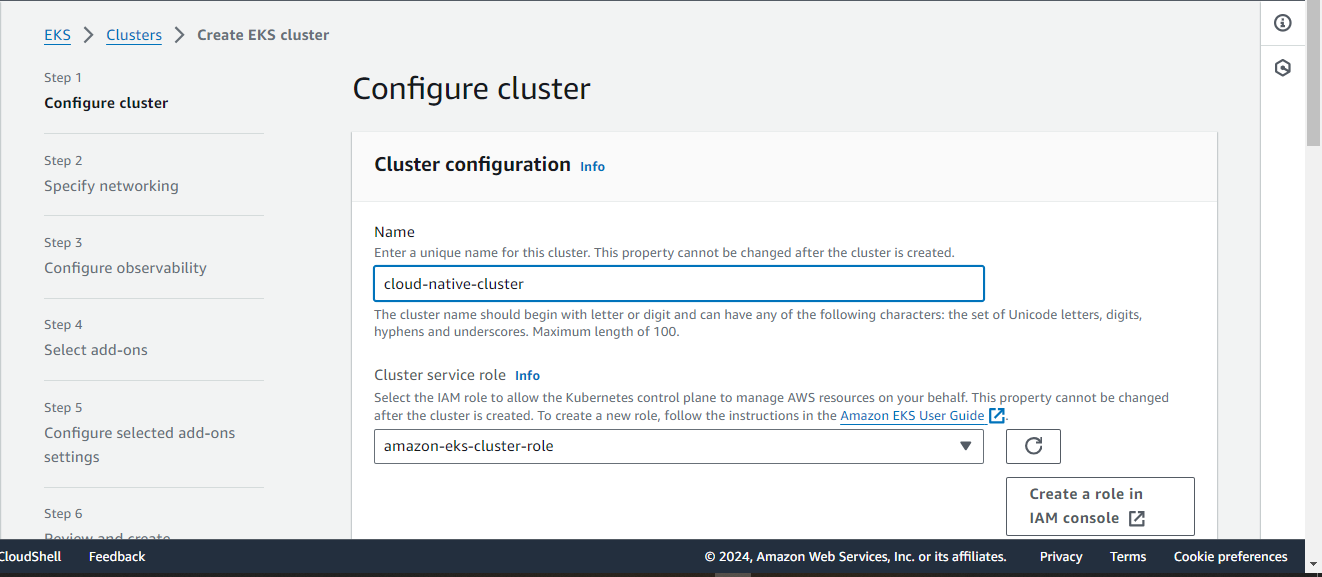 EKS > Clusters > Create EKS cluster
Step 1
Configure cluster
Step 2
Specify networking
Step 3
Configure observability
Step 4
Select add-ons
Step 5
Configure selected add-ons
settings
Step 6
Review and create
Configure cluster
Cluster configuration Info
Name
Enter a unique name for this cluster. This property cannot be changed after the cluster is created.
cloud-native-cluster
The cluster name should begin with letter or digit and can have any of the following characters: the set of Unicode letters, digits,
hyphens and underscores. Maximum length of 100.
Cluster service role Info
Select the IAM role to allow the Kubernetes control plane to manage AWS resources on your behalf. This property cannot be changed
after the cluster is created. To create a new role, follow the instructions in the Amazon EKS User Guide.
amazon-eks-cluster-role
Create a role in
IAM console
CloudShell Feedback © 2024, Amazon Web Services, Inc. or its affiliates. Privacy Terms Cookie preferences